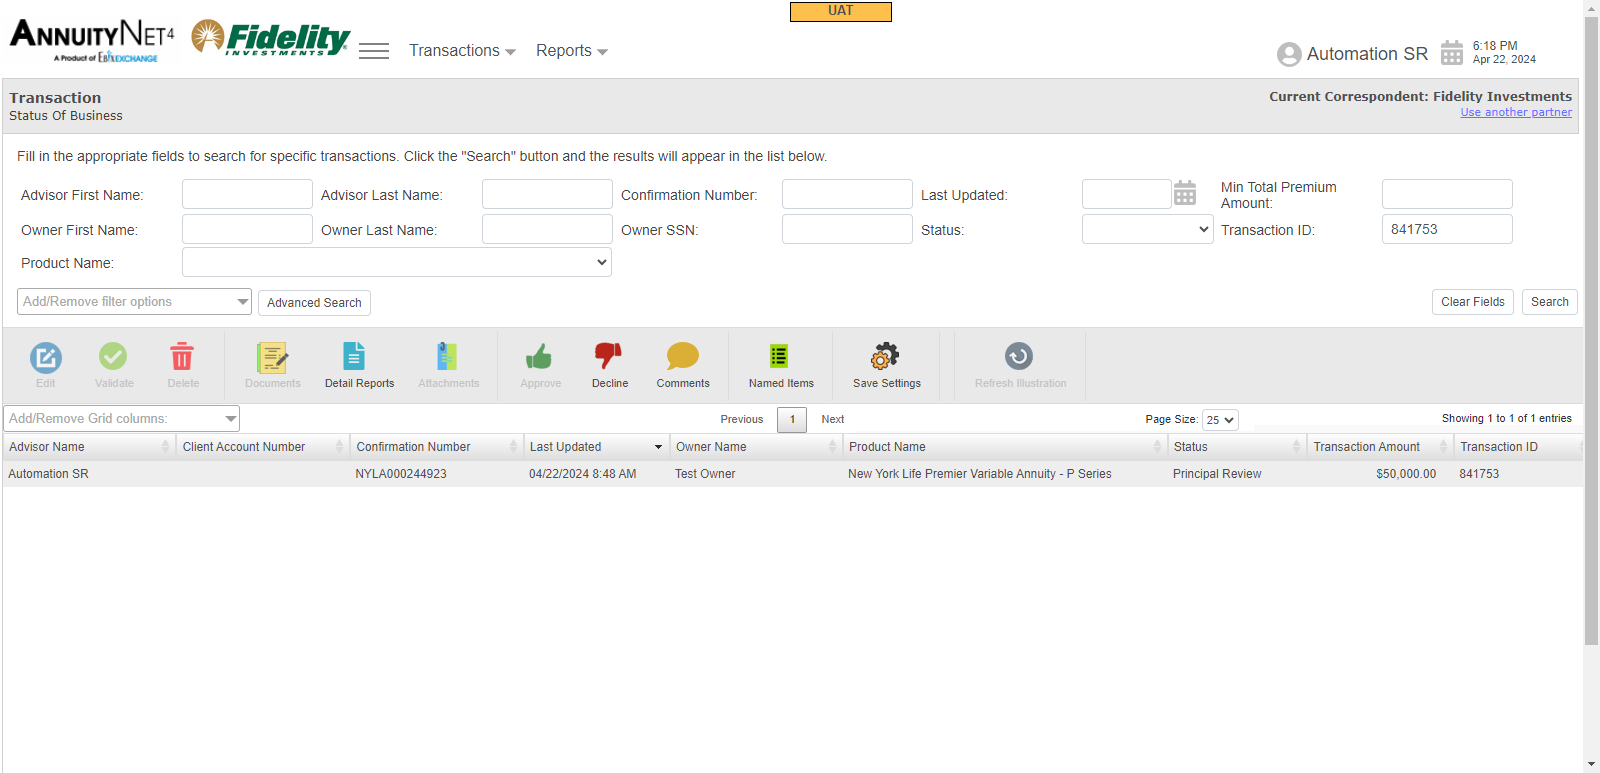 UAT
ANNUITYNET4
A Product of EbixEXCHANGE
Fidelity
INVESTMENTS
Transactions
Reports
Automation SR
6:18 PM
Apr 22, 2024
Transaction
Status Of Business
Current Correspondent: Fidelity Investments
Use another partner
Fill in the appropriate fields to search for specific transactions. Click the "Search" button and the results will appear in the list below.
Advisor First Name: Advisor Last Name: Confirmation Number: Last Updated: Min Total Premium Amount:
Owner First Name: Owner Last Name: Owner SSN: Status: Transaction ID: 841753
Product Name:
Add/Remove filter options Advanced Search Clear Fields Search
Edit Validate Delete Documents Detail Reports Attachments Approve Decline Comments Named Items Save Settings Refresh Illustration
Add/Remove Grid columns: Previous 1 Next Page Size: 25 Showing 1 to 1 of 1 entries
Advisor Name Client Account Number Confirmation Number Last Updated Owner Name Product Name Status Transaction Amount Transaction ID
Automation SR NYLA000244923 04/22/2024 8:48 AM Test Owner New York Life Premier Variable Annuity - P Series Principal Review $50,000.00 841753